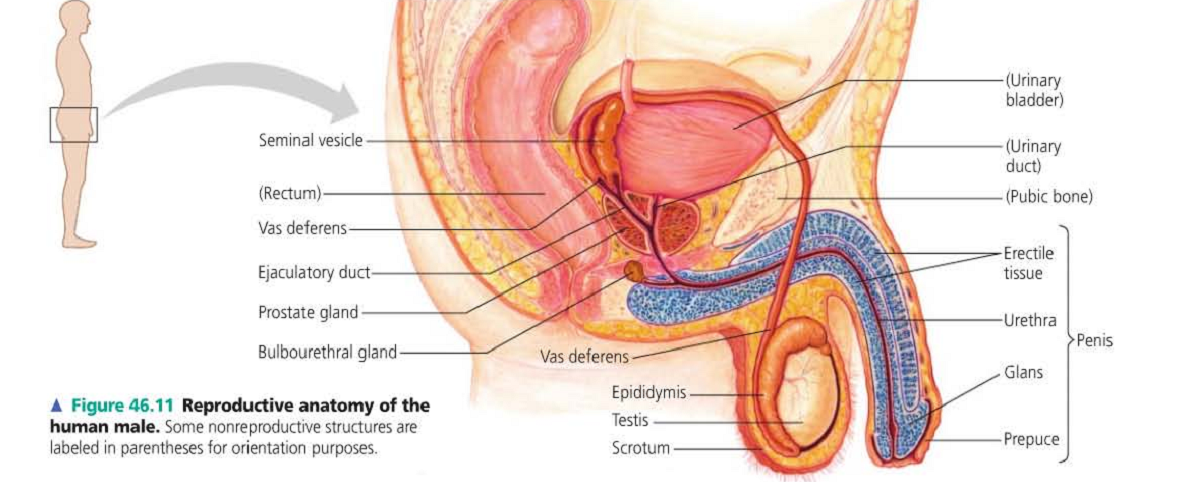 (Urinary
bladder)
Seminal vesicle
(Urinary
duct)
(Rectum)
(Pubic bone)
Vas deferens
Erectile
tissue
Ejaculatory duct
Prostate gland
Urethra
Penis
Bulbourethral gland
Vas deferens
Glans
Epididymis
Testis
Scrotum
Prepuce
▲ Figure 46.11 Reproductive anatomy of the
human male. Some nonreproductive structures are
labeled in parentheses for orientation purposes.